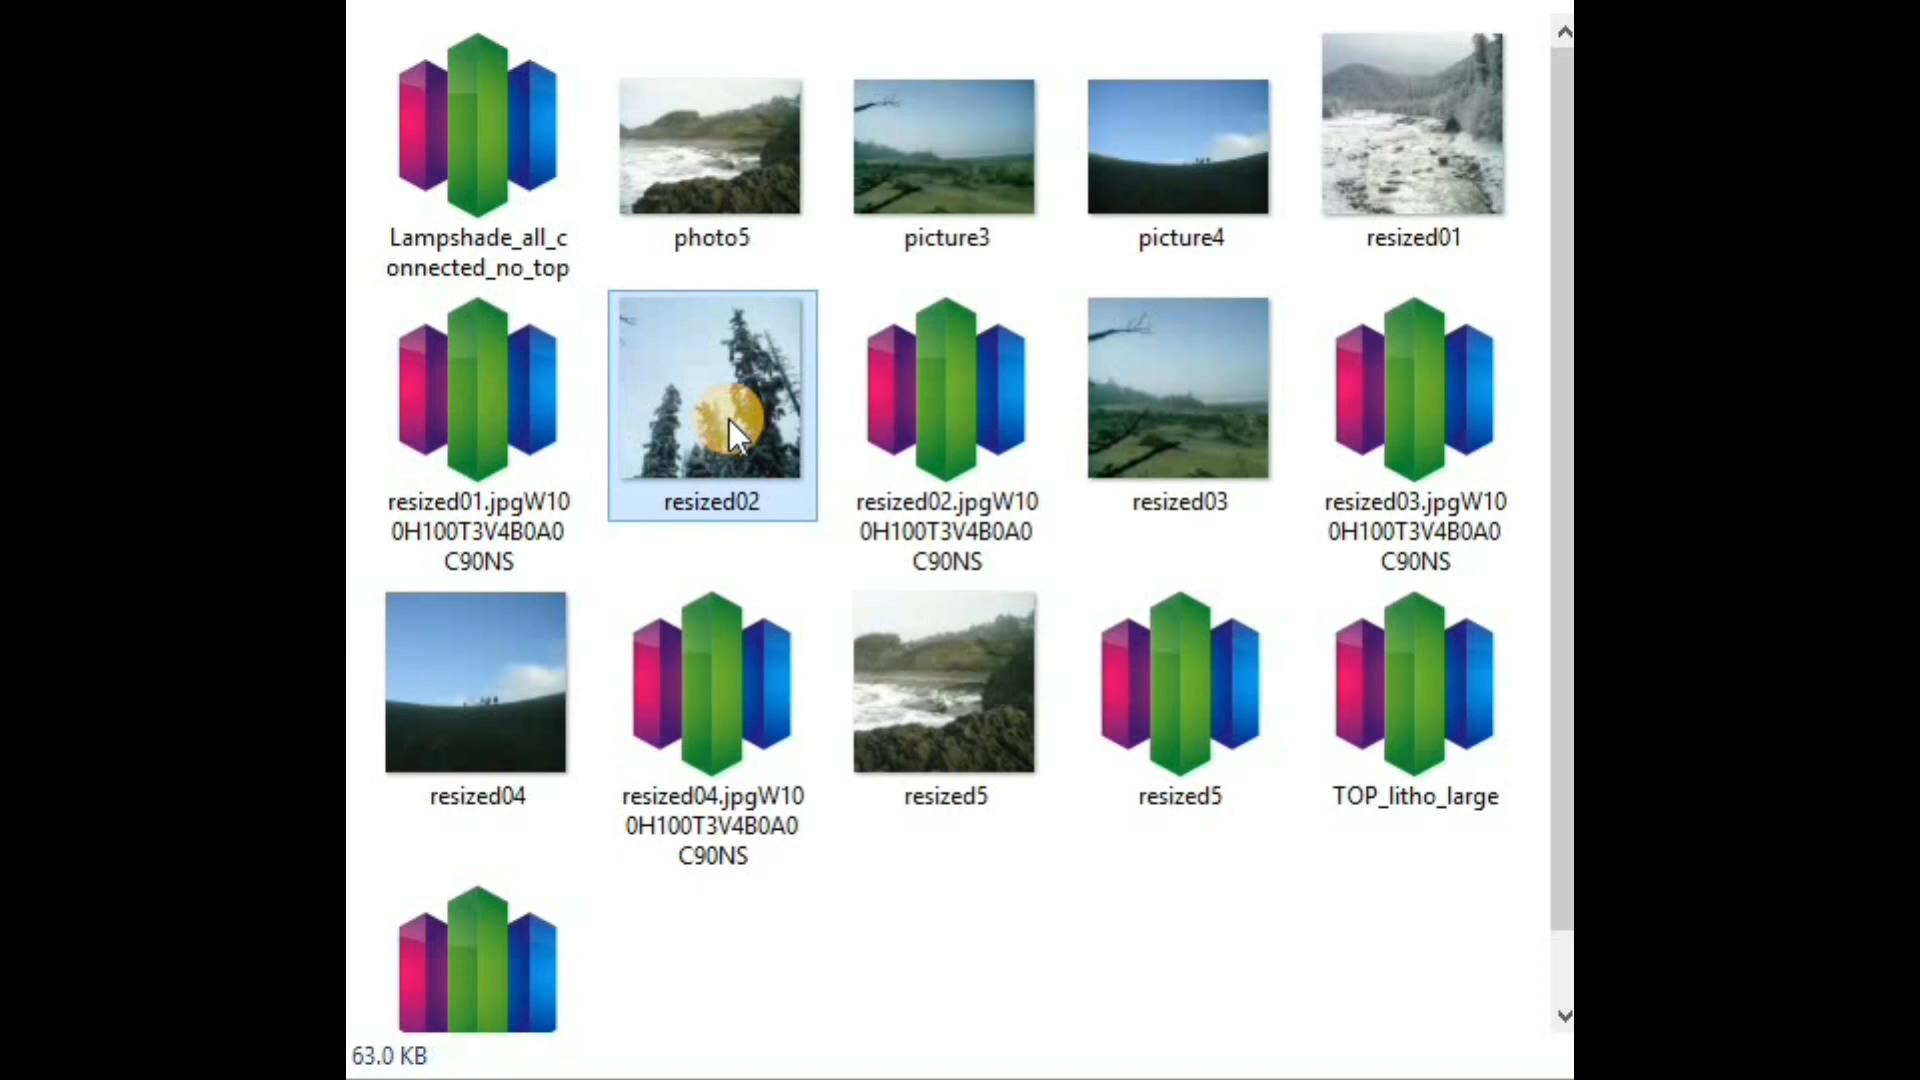 Lampshade_all_c
onnected_no_top
photo5
picture3
picture4
resized01
resized01.jpgW10
0H100T3V4B0A0
C90NS
resized02
resized02.jpgW10
0H100T3V4B0A0
C90NS
resized03
resized03.jpgW10
0H100T3V4B0A0
C90NS
resized04
resized04.jpgW10
0H100T3V4B0A0
C90NS
resized5
resized5
TOP_litho_large
63.0 KB